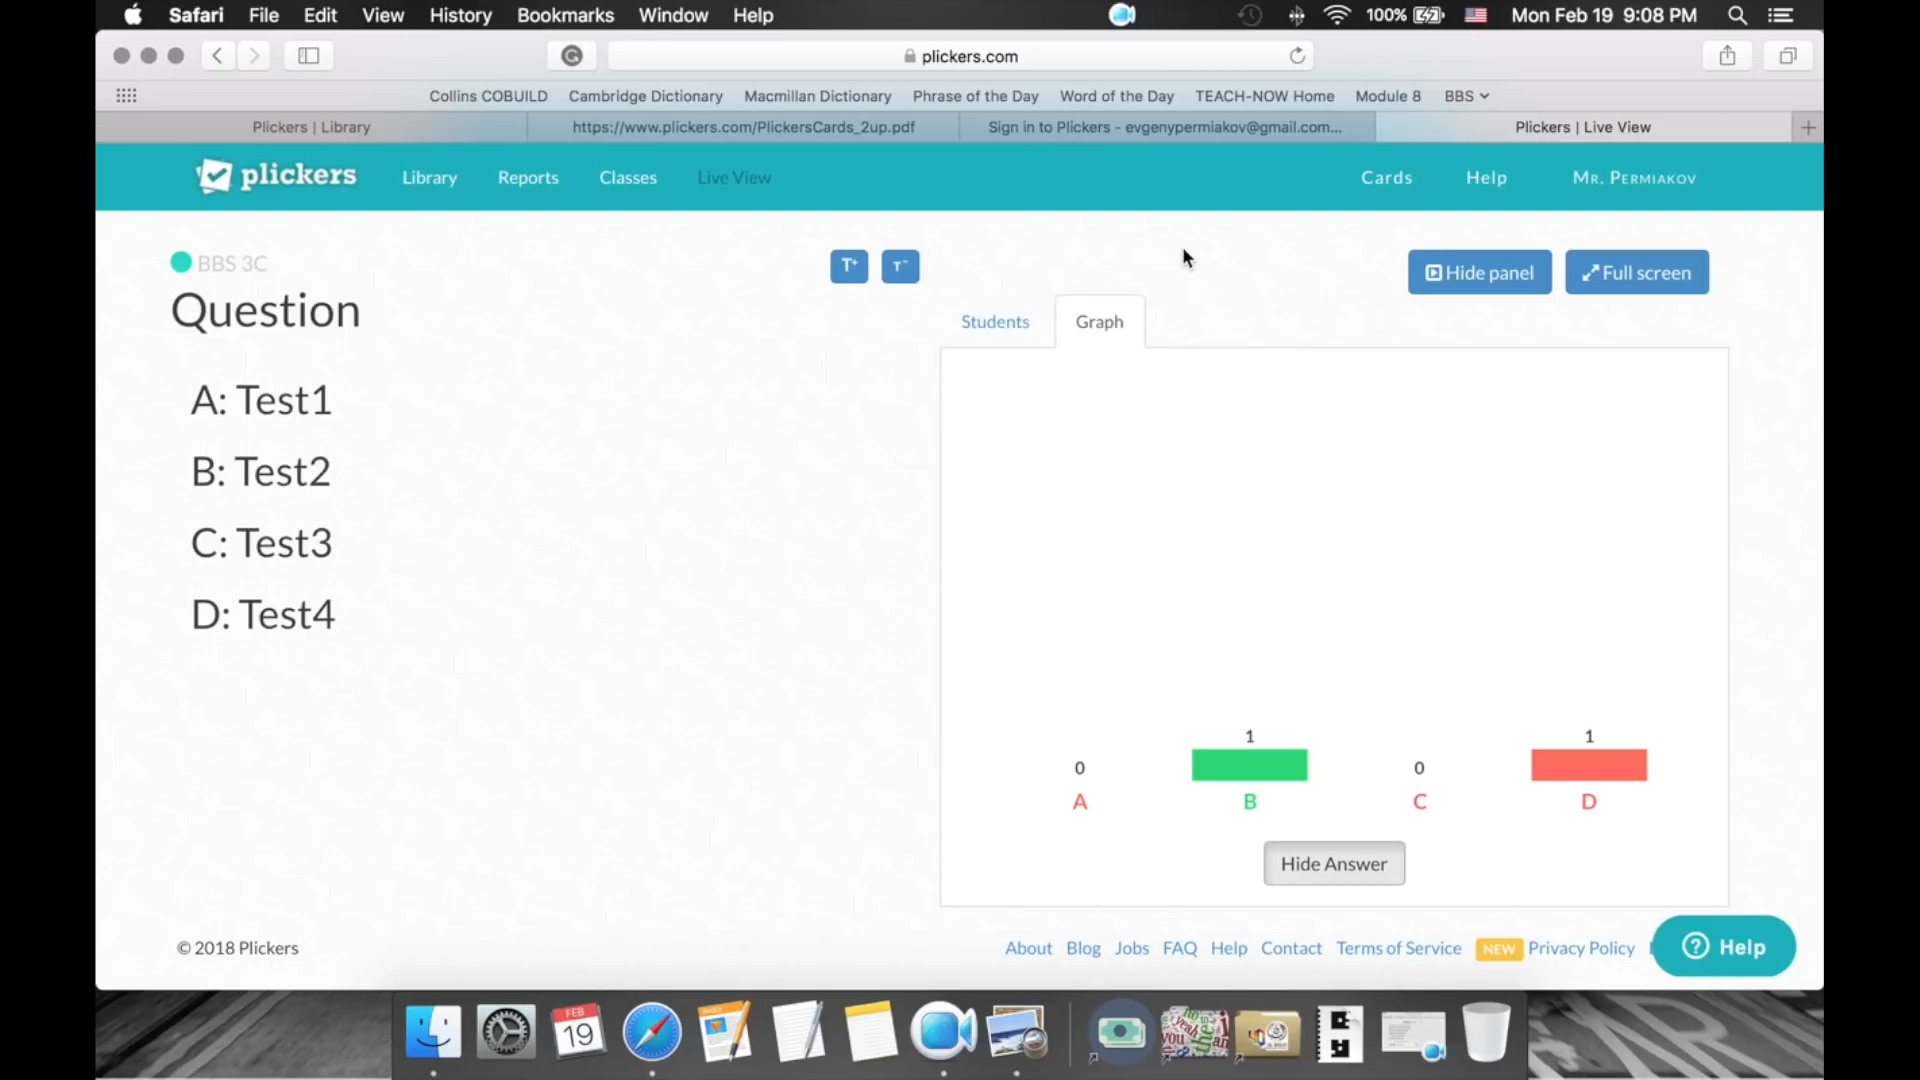 Safari File Edit View History Bookmarks Window Help 100% Mon Feb 19 9:08 PM
plickers.com
Collins COBUILD Cambridge Dictionary Macmillan Dictionary Phrase of the Day Word of the Day TEACH-NOW Home Module 8 BBS
Plickers | Library https://www.plickers.com/PlickersCards_2up.pdf Sign in to Plickers - evgenypermiakov@gmail.com... Plickers | Live View
plickers Library Reports Classes Live View Cards Help MR. PERMIAKOV
BBS 3C T+ T- Hide panel Full screen
Question
Students Graph
A: Test1
B: Test2
C: Test3
D: Test4
0 1 0 1
A B C D
Hide Answer
© 2018 Plickers About Blog Jobs FAQ Help Contact Terms of Service NEW Privacy Policy Help
FEB
19